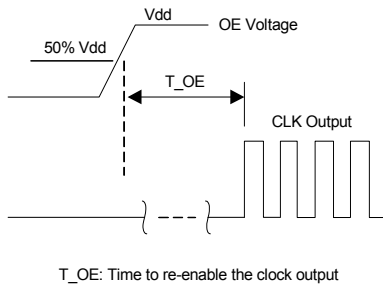 Vdd
OE Voltage
50% Vdd
T_OE
CLK Output
T_OE: Time to re-enable the clock output